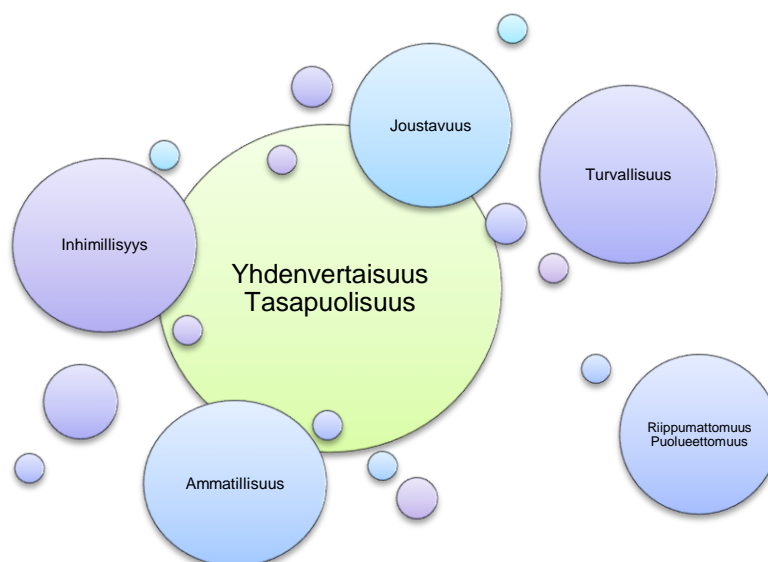 Joustavuus
Turvallisuus
Inhimillisyys
Yhdenvertaisuus
Tasapuolisuus
Riippumattomuus
Puolueettomuus
Ammatillisuus